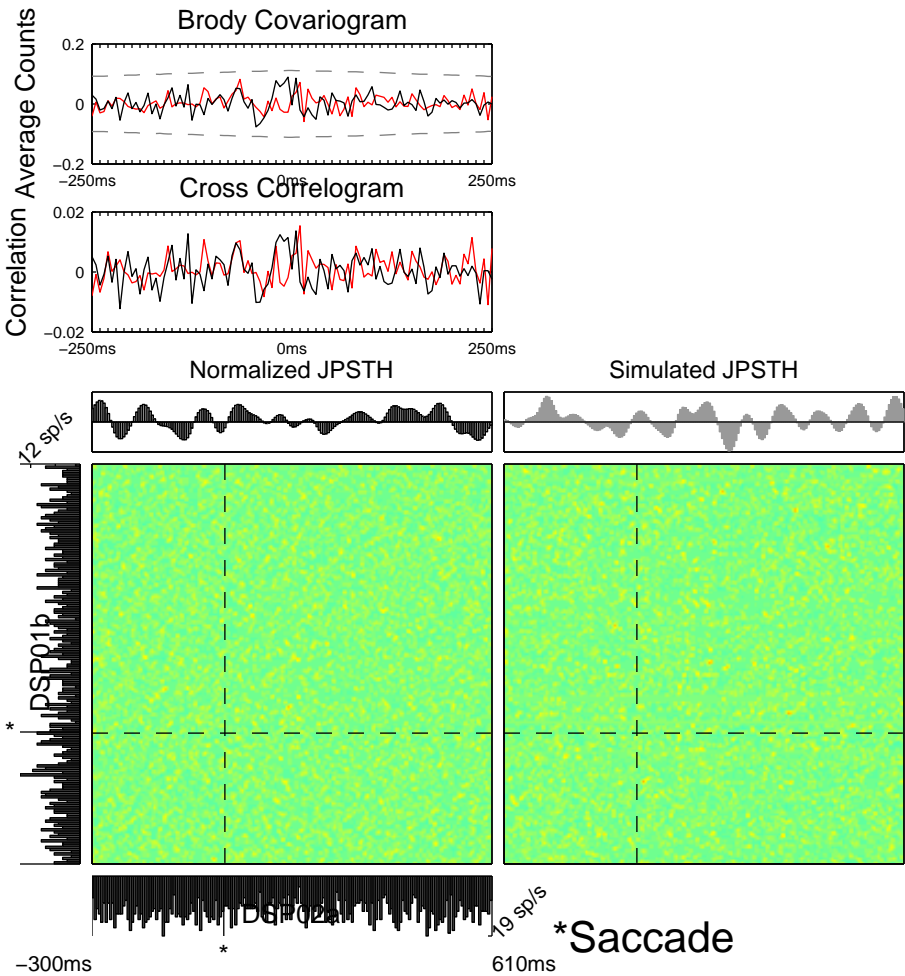 Brody Covariogram
Average Counts
0.2
0
−0.2
−250ms
0ms
250ms
Cross Correlogram
Correlation
0.02
0
−0.02
−250ms
0ms
250ms
Normalized JPSTH
Simulated JPSTH
12 sp/s
DSP01b
*
DSP02a
19 sp/s
*
*Saccade
−300ms
610ms